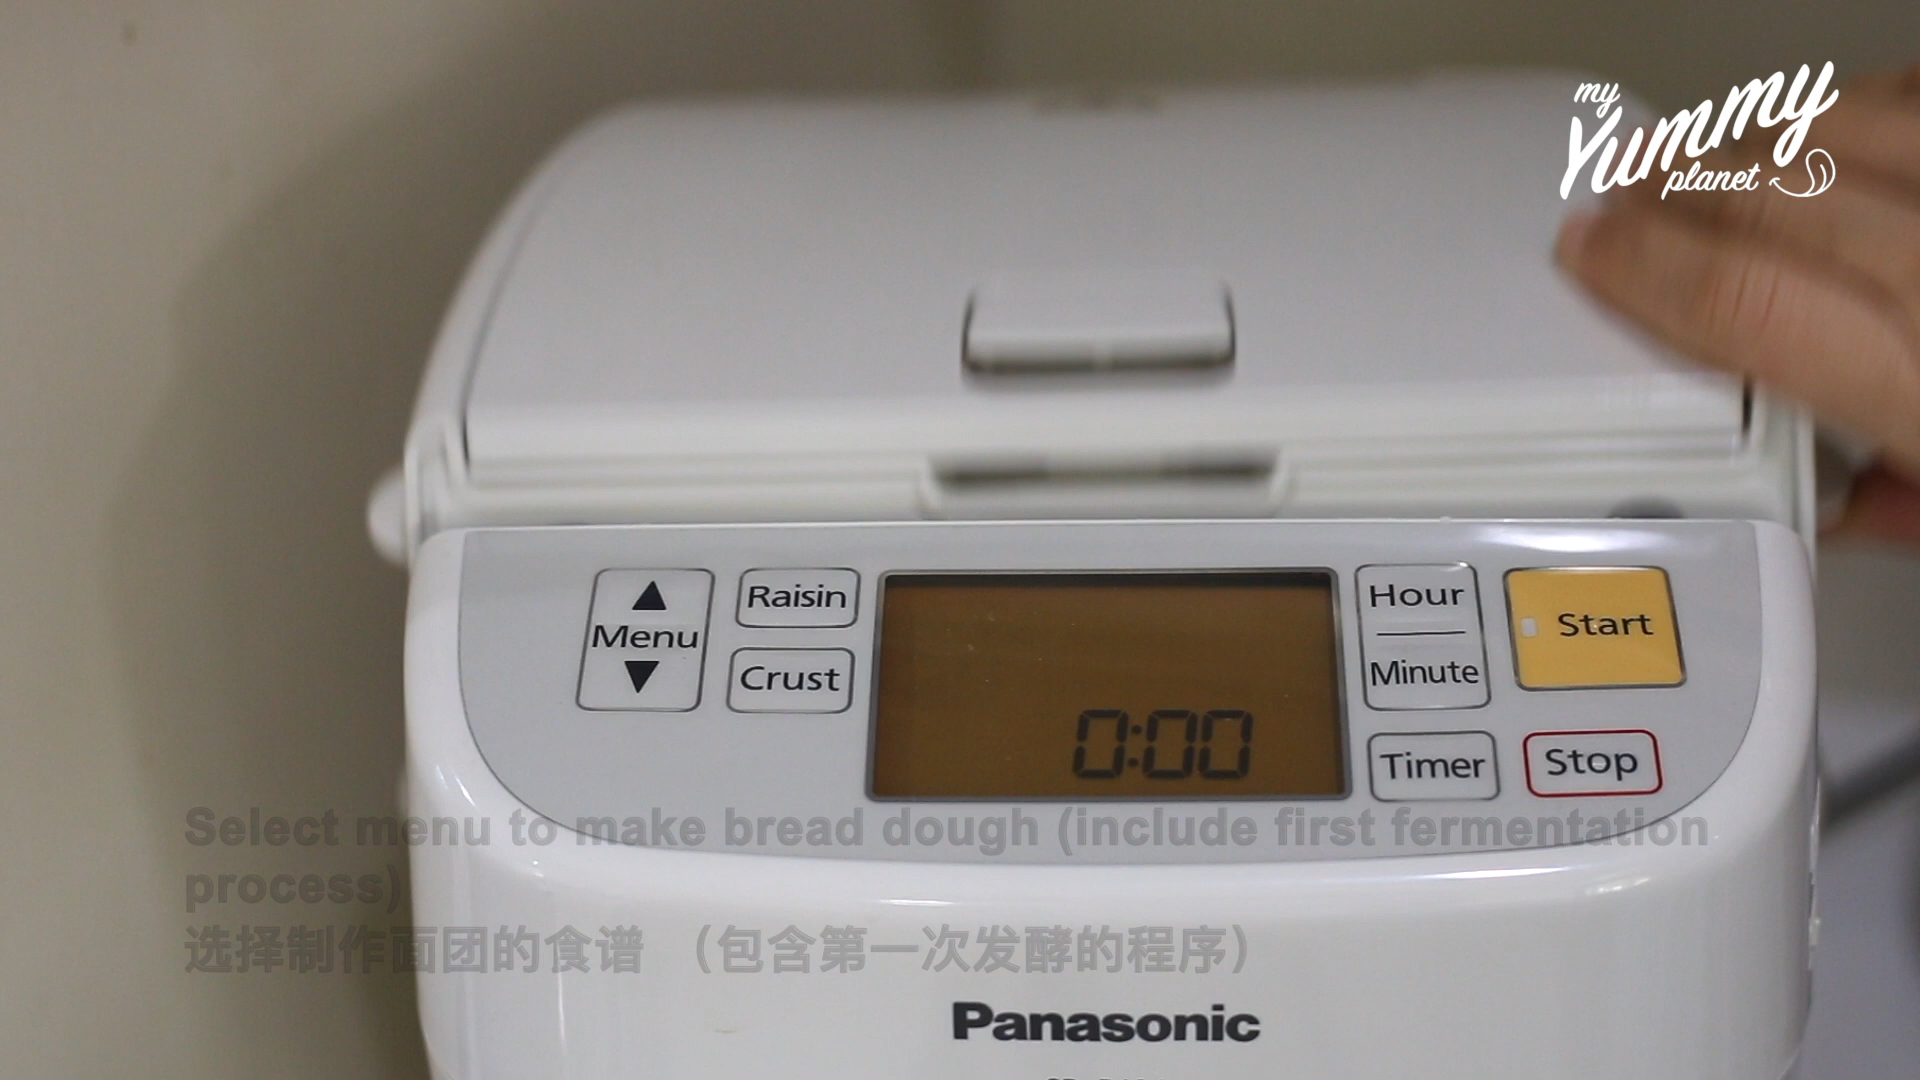 my
Yummy
planet
Menu
Raisin
Crust
0:00
Hour
Minute
Start
Timer
Stop
Select menu to make bread dough (include first fermentation
process)
选择制作面团的食谱 （包含第一次发酵的程序）
Panasonic